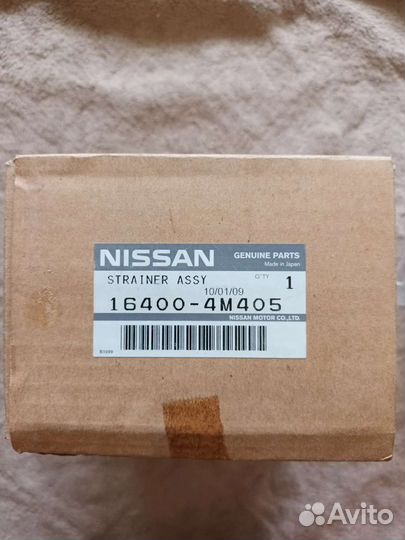 NISSAN
GENUINE PARTS
Made in Japan
STRAINER ASSY
Q'TY
1
10/01/09
16400-4M405
NISSAN MOTOR CO.,LTD.
Avito